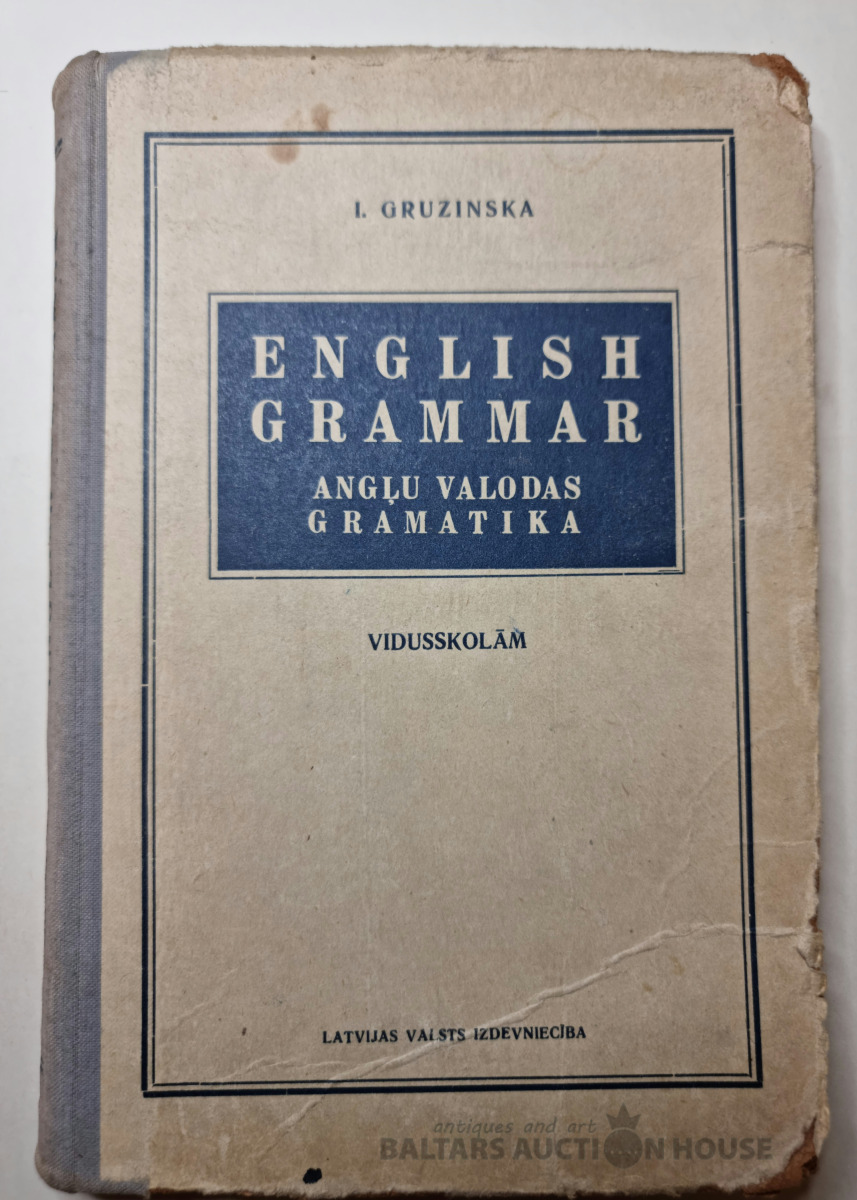 I. GRUZINSKA
ENGLISH
GRAMMAR
ANGĻU VALODAS
GRAMATIKA
VIDUSSKOLĀM
LATVIJAS VALSTS IZDEVNIECĪBA
antiques and art
BALTARS AUCTION HOUSE